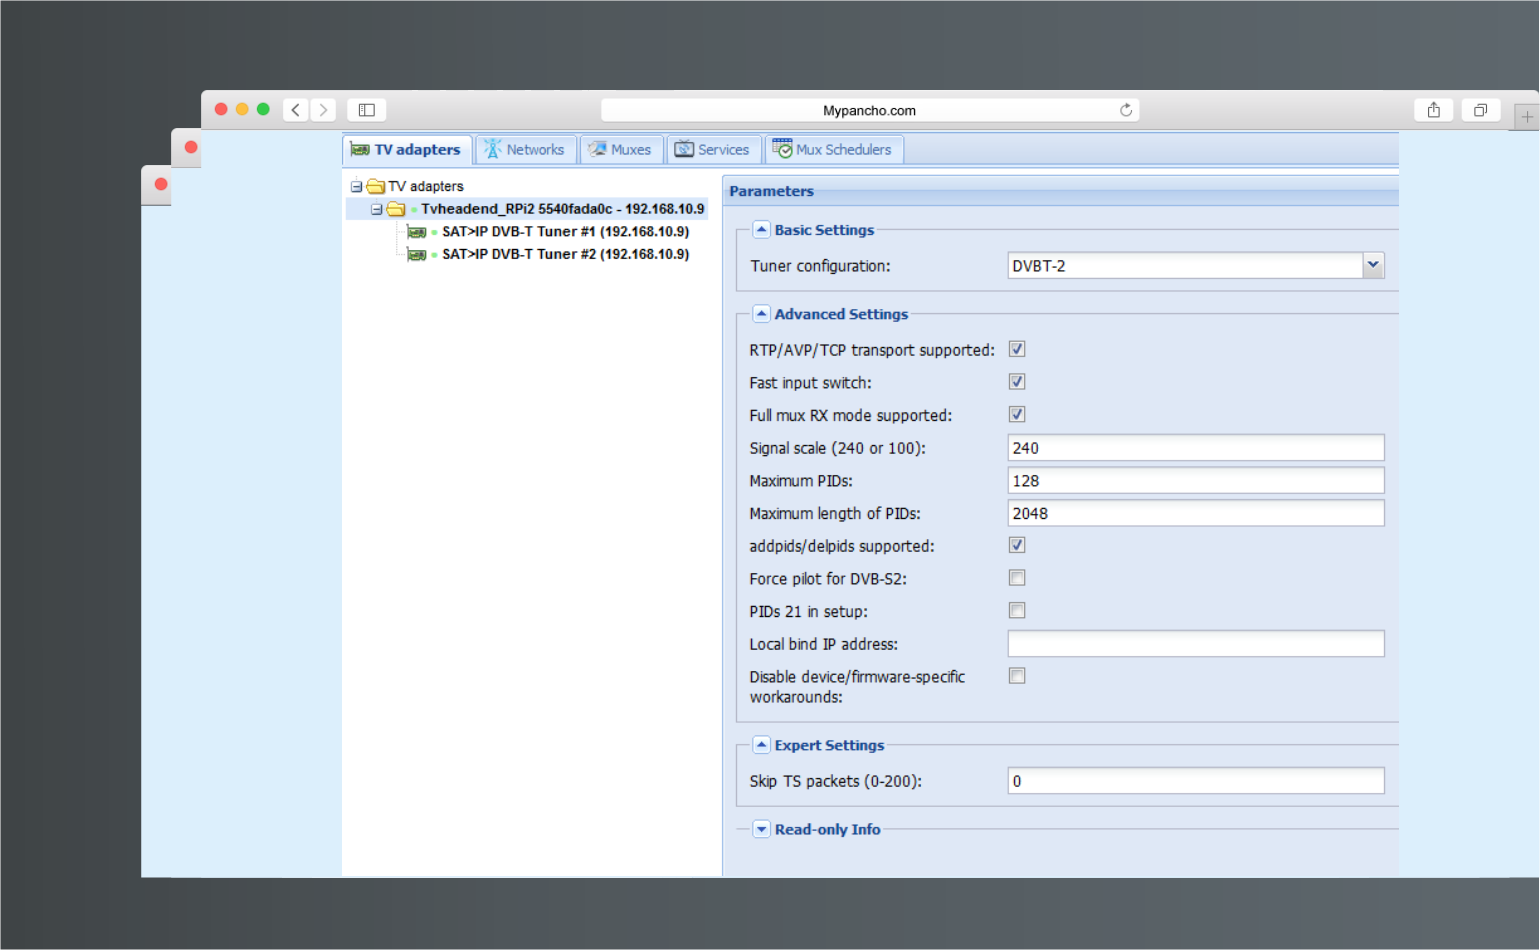 Mypancho.com
TV adapters
Networks
Muxes
Services
Mux Schedulers
TV adapters
Tvheadend_RPi2 5540fada0c - 192.168.10.9
SAT>IP DVB-T Tuner #1 (192.168.10.9)
SAT>IP DVB-T Tuner #2 (192.168.10.9)
Parameters
Basic Settings
Tuner configuration: DVBT-2
Advanced Settings
RTP/AVP/TCP transport supported:
Fast input switch:
Full mux RX mode supported:
Signal scale (240 or 100): 240
Maximum PIDs: 128
Maximum length of PIDs: 2048
addpids/delpids supported:
Force pilot for DVB-S2:
PIDs 21 in setup:
Local bind IP address:
Disable device/firmware-specific
workarounds:
Expert Settings
Skip TS packets (0-200): 0
Read-only Info